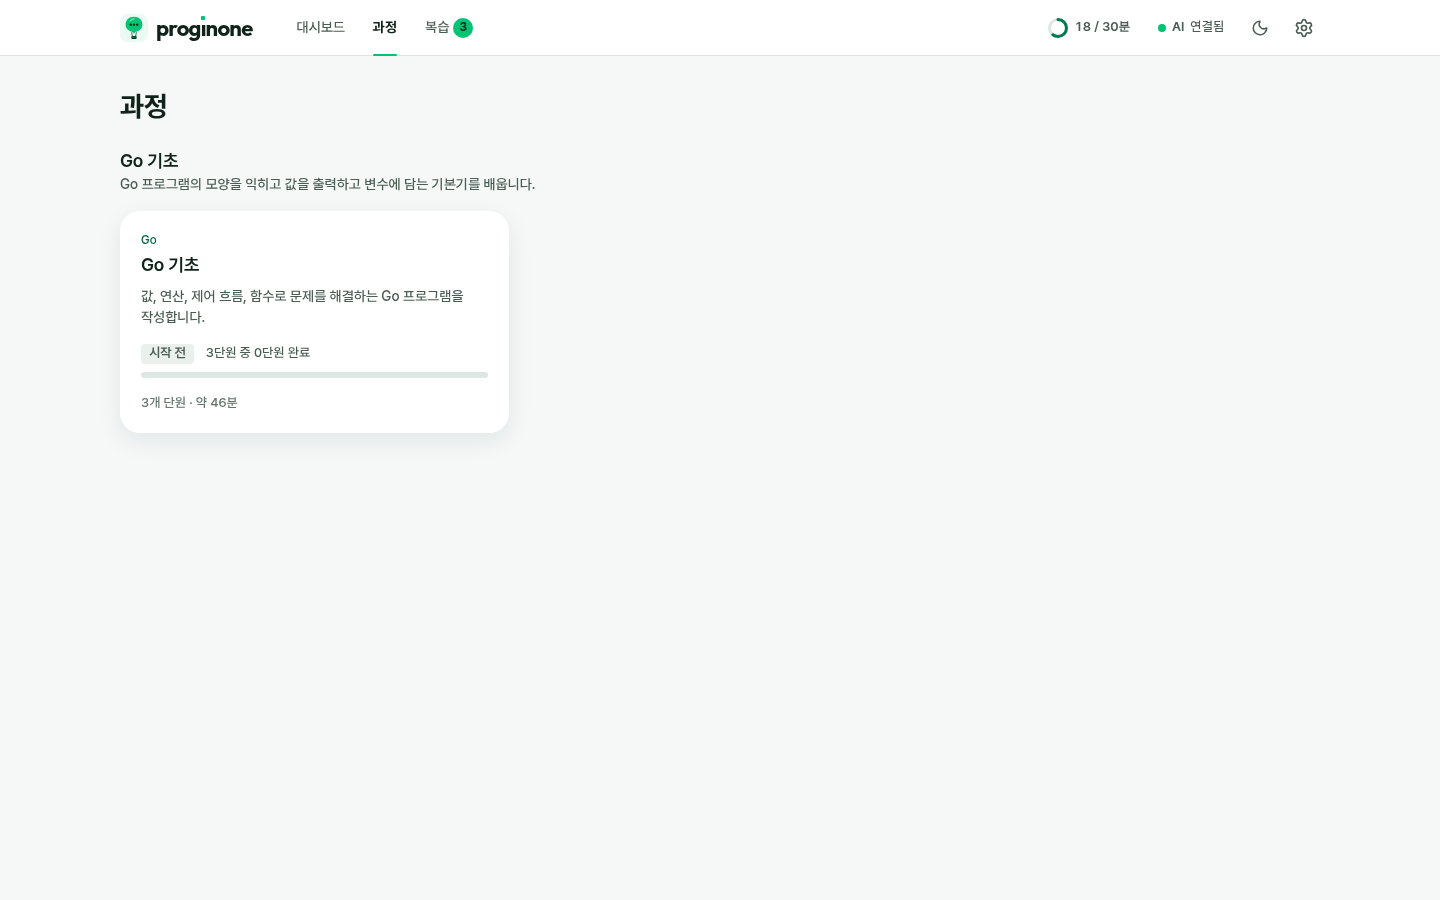 proginone
대시보드
과정
복습 3
18 / 30분
AI 연결됨
과정
Go 기초
Go 프로그램의 모양을 익히고 값을 출력하고 변수에 담는 기본기를 배웁니다.
Go
Go 기초
값, 연산, 제어 흐름, 함수로 문제를 해결하는 Go 프로그램을
작성합니다.
시작 전 3단원 중 0단원 완료
3개 단원 · 약 46분